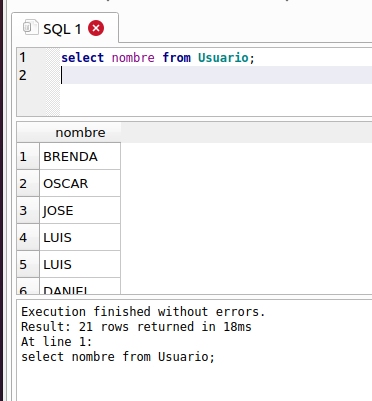 SQL 1
1 select nombre from Usuario;
2
nombre
1 BRENDA
2 OSCAR
3 JOSE
4 LUIS
5 LUIS
6 DANIEL
Execution finished without errors.
Result: 21 rows returned in 18ms
At line 1:
select nombre from Usuario;